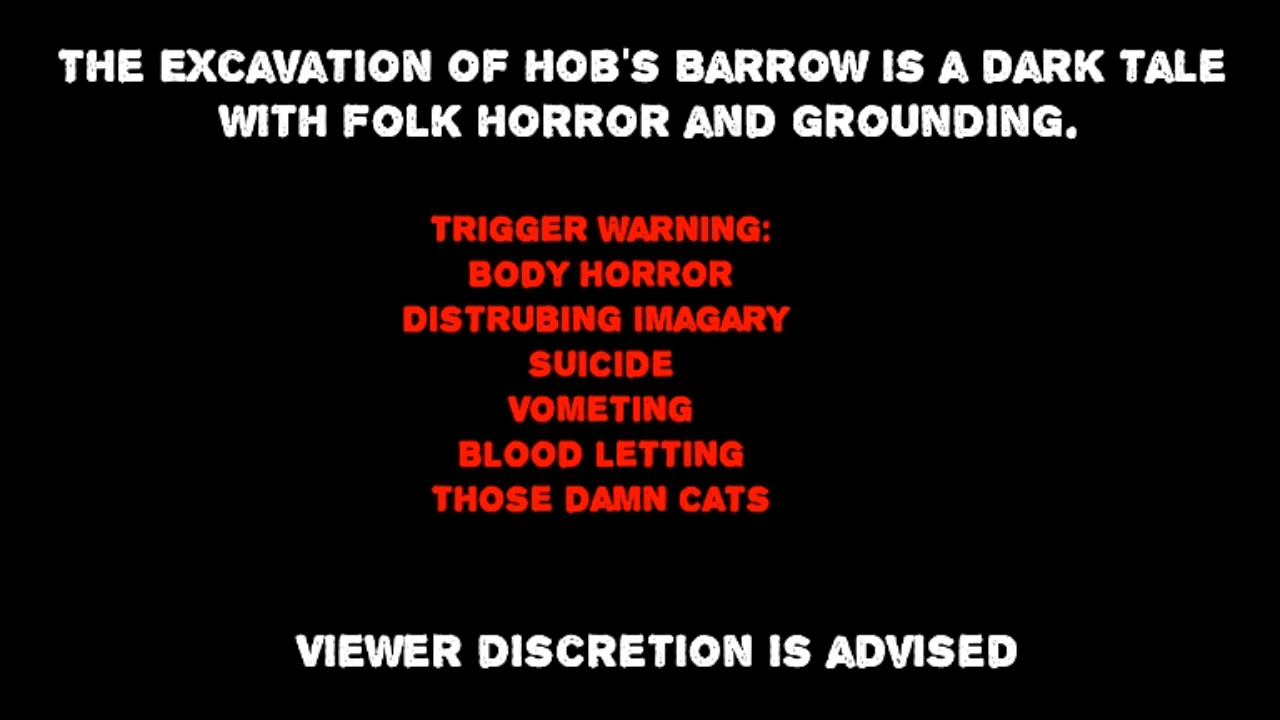 THE EXCAVATION OF HOB'S BARROW IS A DARK TALE
WITH FOLK HORROR AND GROUNDING.
TRIGGER WARNING:
BODY HORROR
DISTRUBING IMAGARY
SUICIDE
VOMETING
BLOOD LETTING
THOSE DAMN CATS
VIEWER DISCRETION IS ADVISED